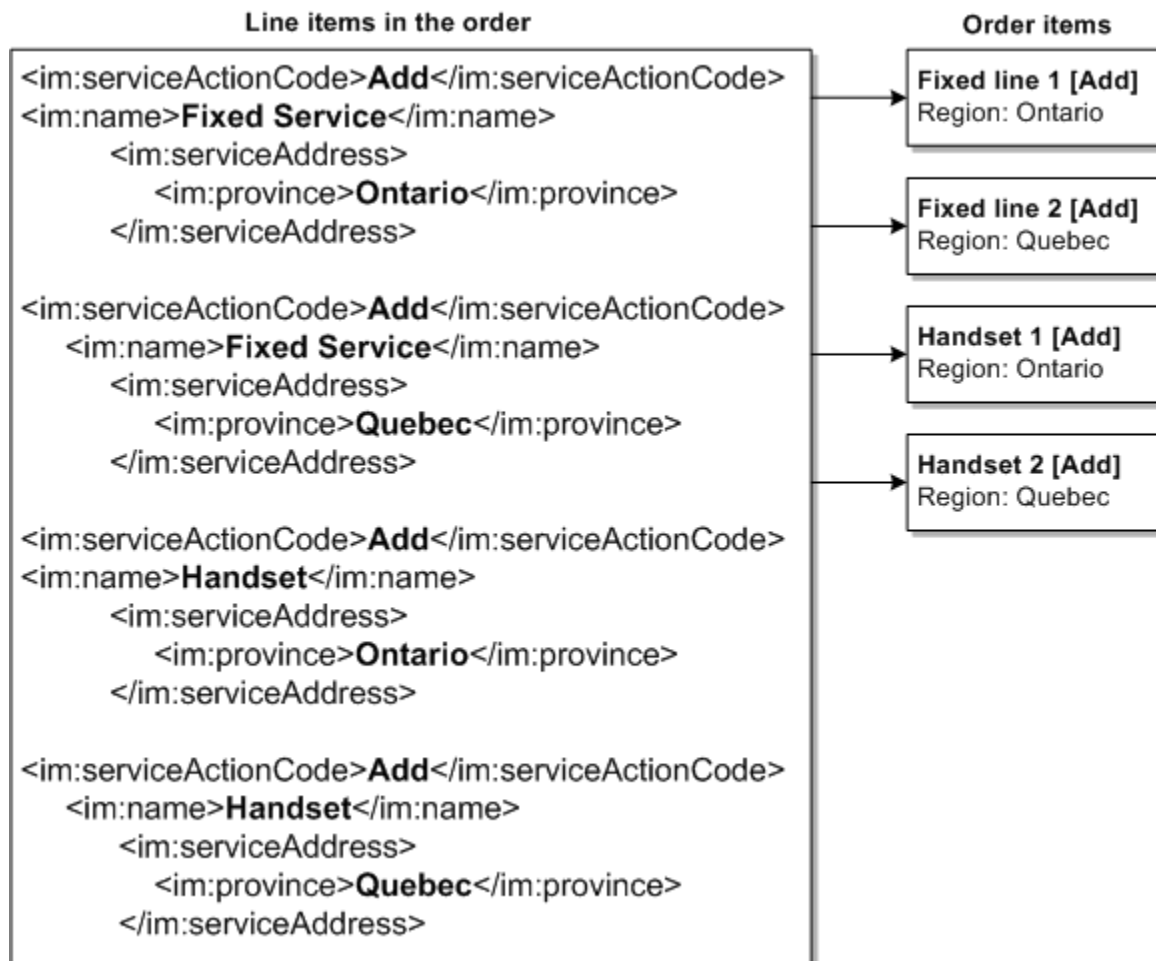 Line items in the order
<im:serviceActionCode>Add</im:serviceActionCode>
<im:name>Fixed Service</im:name>
<im:serviceAddress>
<im:province>Ontario</im:province>
</im:serviceAddress>
<im:serviceActionCode>Add</im:serviceActionCode>
<im:name>Fixed Service</im:name>
<im:serviceAddress>
<im:province>Quebec</im:province>
</im:serviceAddress>
<im:serviceActionCode>Add</im:serviceActionCode>
<im:name>Handset</im:name>
<im:serviceAddress>
<im:province>Ontario</im:province>
</im:serviceAddress>
<im:serviceActionCode>Add</im:serviceActionCode>
<im:name>Handset</im:name>
<im:serviceAddress>
<im:province>Quebec</im:province>
</im:serviceAddress>
Order items
Fixed line 1 [Add]
Region: Ontario
Fixed line 2 [Add]
Region: Quebec
Handset 1 [Add]
Region: Ontario
Handset 2 [Add]
Region: Quebec